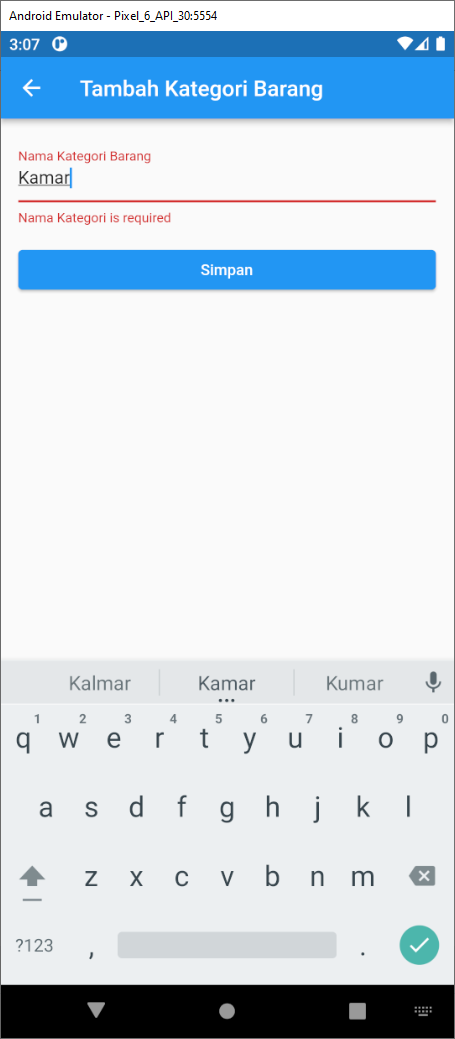 Android Emulator - Pixel_6_API_30:5554
3:07
Tambah Kategori Barang
Nama Kategori Barang
Kamar
Nama Kategori is required
Simpan
Kalmar Kamar Kumar
1 2 3 4 5 6 7 8 9 0
q w e r t y u i o p
a s d f g h j k l
z x c v b n m
?123 , .